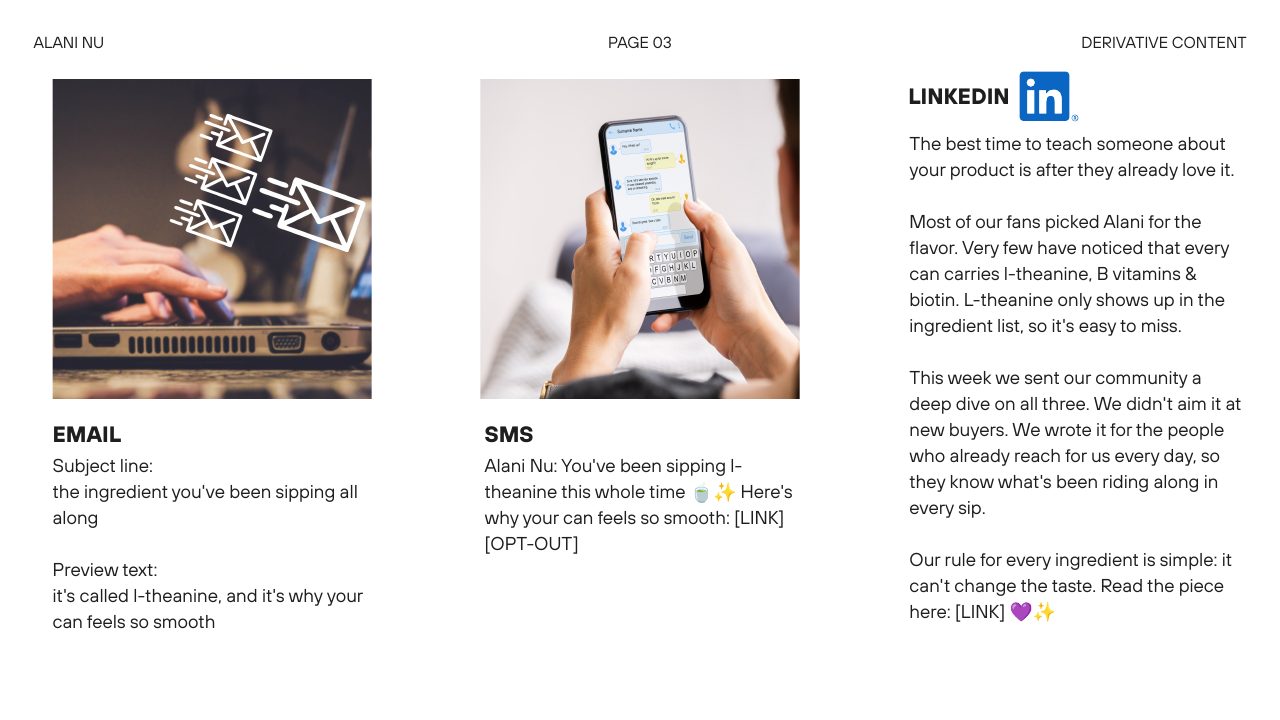 ALANI NU
PAGE 03
DERIVATIVE CONTENT
EMAIL
Subject line:
the ingredient you've been sipping all
along
Preview text:
it's called l-theanine, and it's why your
can feels so smooth
SMS
Alani Nu: You've been sipping l-
theanine this whole time 🍵✨ Here's
why your can feels so smooth: [LINK]
[OPT-OUT]
LINKEDIN in®
The best time to teach someone about
your product is after they already love it.
Most of our fans picked Alani for the
flavor. Very few have noticed that every
can carries l-theanine, B vitamins &
biotin. L-theanine only shows up in the
ingredient list, so it's easy to miss.
This week we sent our community a
deep dive on all three. We didn't aim it at
new buyers. We wrote it for the people
who already reach for us every day, so
they know what's been riding along in
every sip.
Our rule for every ingredient is simple: it
can't change the taste. Read the piece
here: [LINK] 💜✨